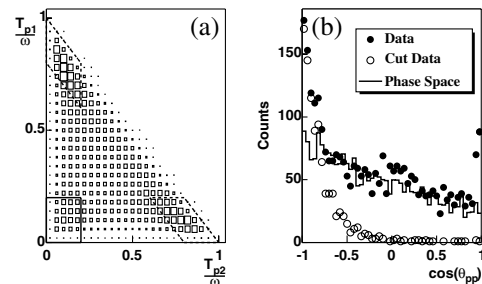 T_p1/ω
(a)
1
0.5
0
0 0.5 1
T_p2/ω
(b)
Data
Cut Data
Phase Space
Counts
150
100
50
0
-1 -0.5 0 0.5 1
cos(θ_pp)